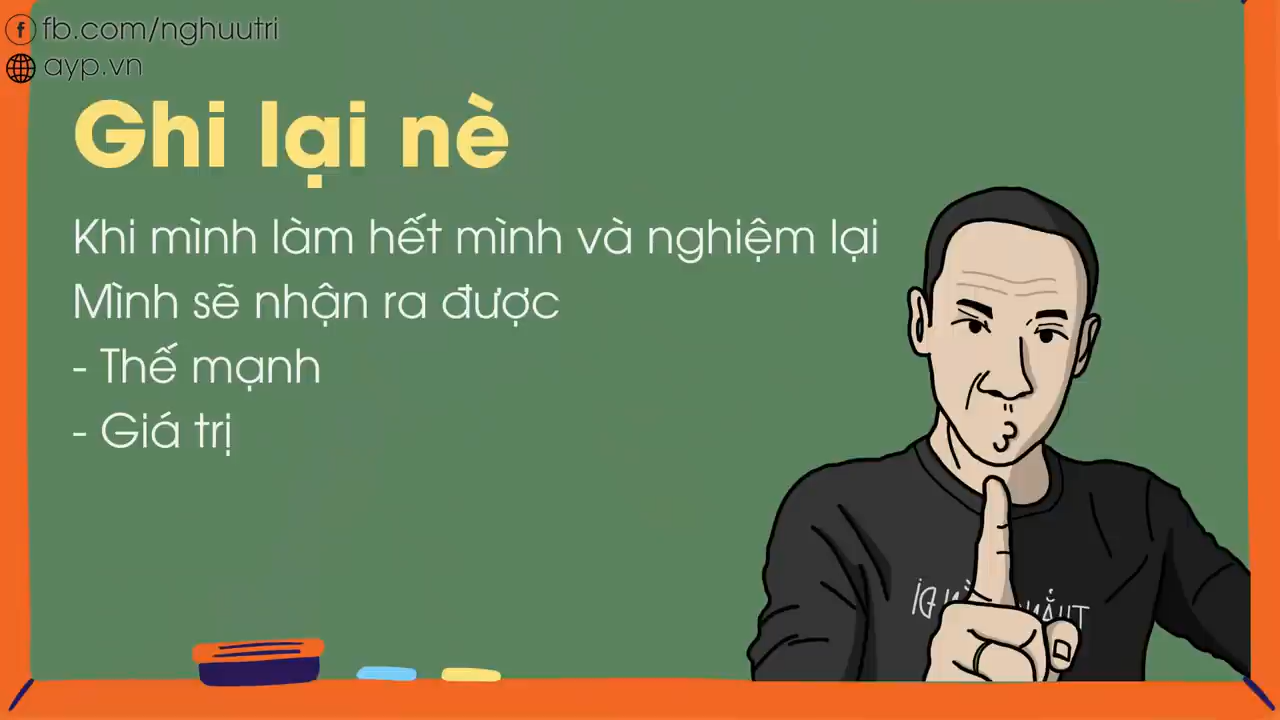 fb.com/nghuutri
ayp.vn
Ghi lại nè
Khi mình làm hết mình và nghiệm lại
Mình sẽ nhận ra được
- Thế mạnh
- Giá trị